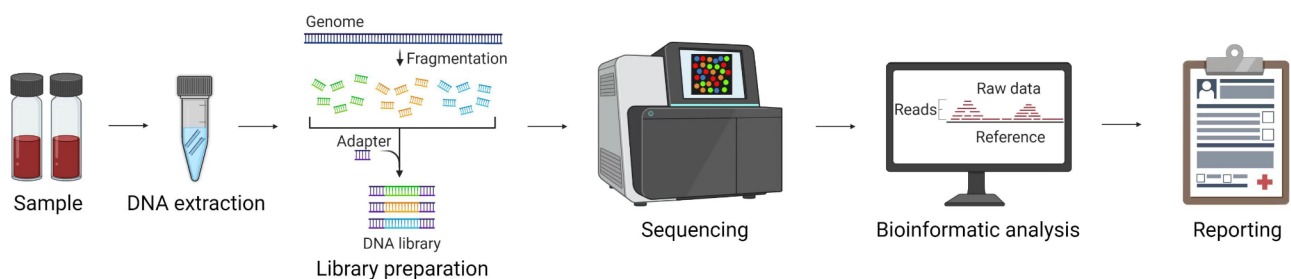 Sample
DNA extraction
Genome
Fragmentation
Adapter
DNA library
Library preparation
Sequencing
Raw data
Reads
Reference
Bioinformatic analysis
Reporting